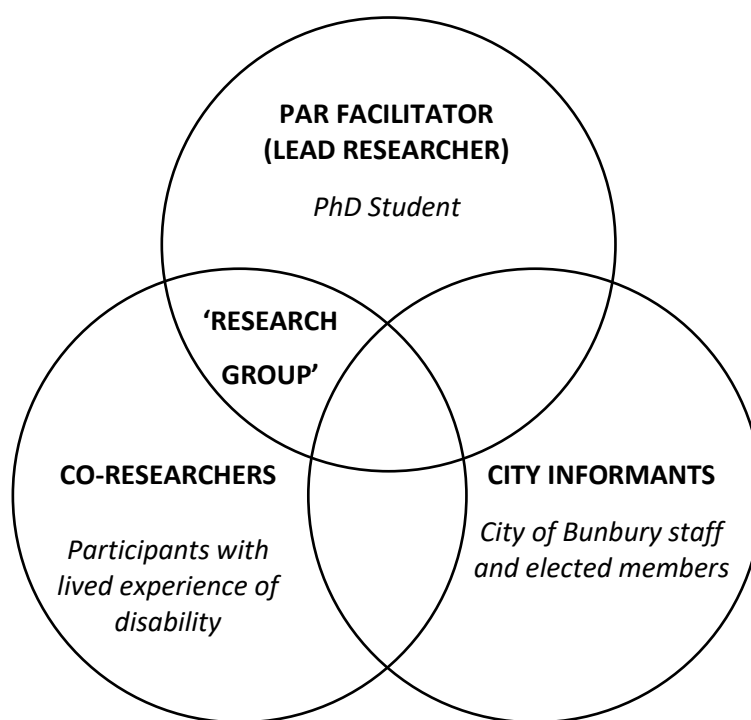 PAR FACILITATOR
(LEAD RESEARCHER)
PhD Student
‘RESEARCH
GROUP’
CO-RESEARCHERS
Participants with
lived experience of
disability
CITY INFORMANTS
City of Bunbury staff
and elected members